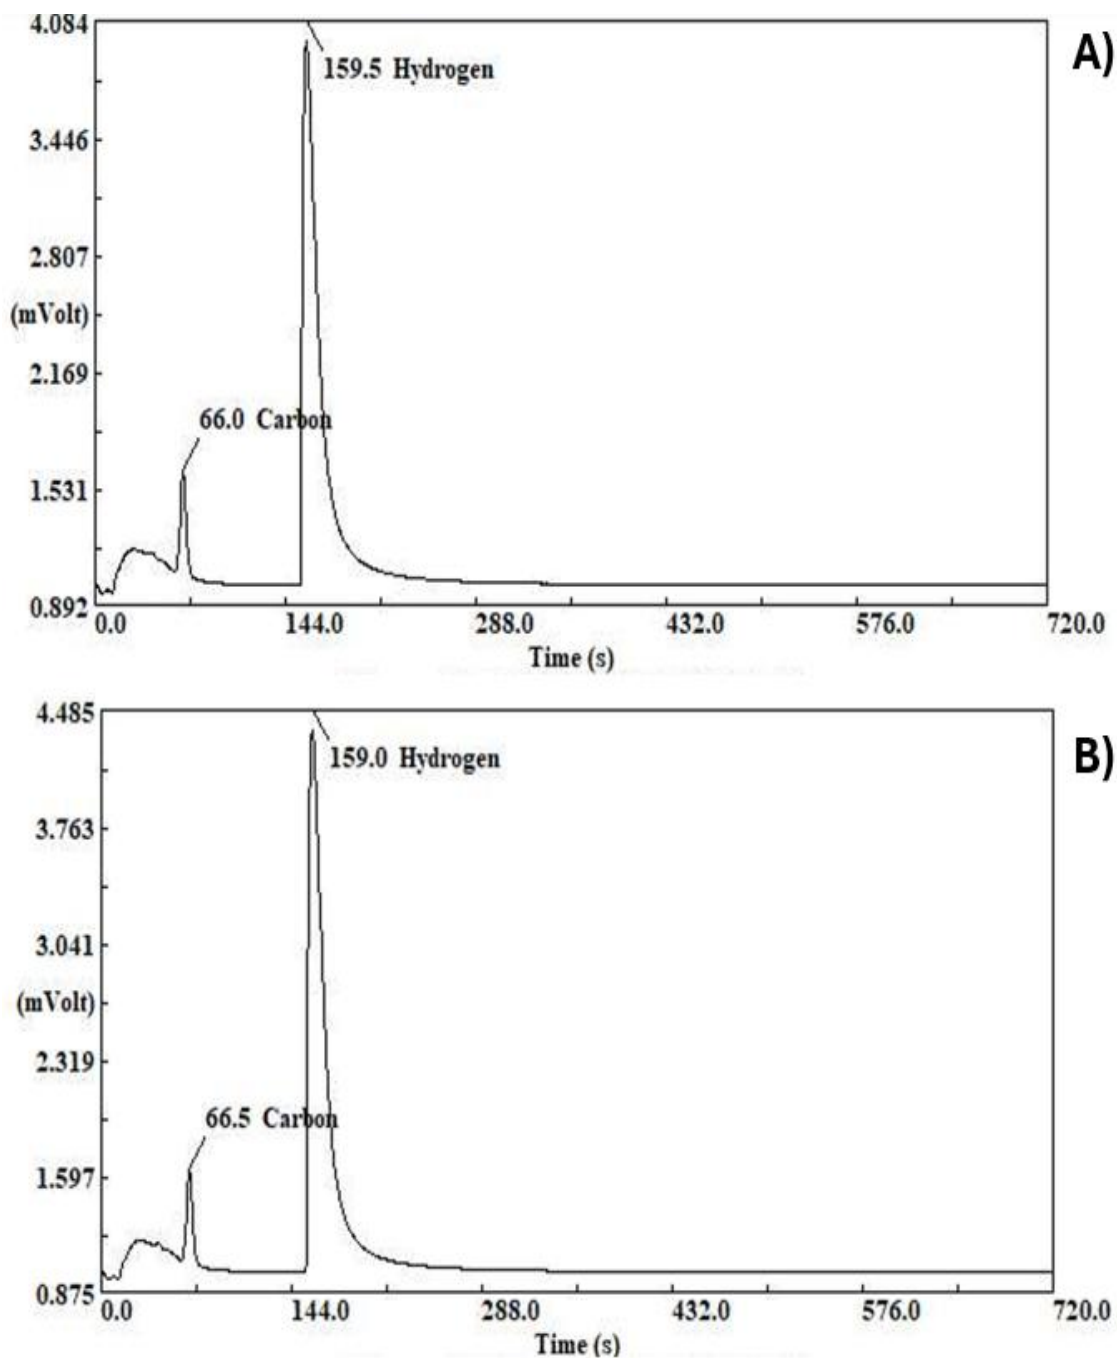 A)
4.084
159.5 Hydrogen
3.446
2.807
(mVolt)
2.169
66.0 Carbon
1.531
0.892
0.0 144.0 288.0 432.0 576.0 720.0
Time (s)
B)
4.485
159.0 Hydrogen
3.763
3.041
(mVolt)
2.319
66.5 Carbon
1.597
0.875
0.0 144.0 288.0 432.0 576.0 720.0
Time (s)